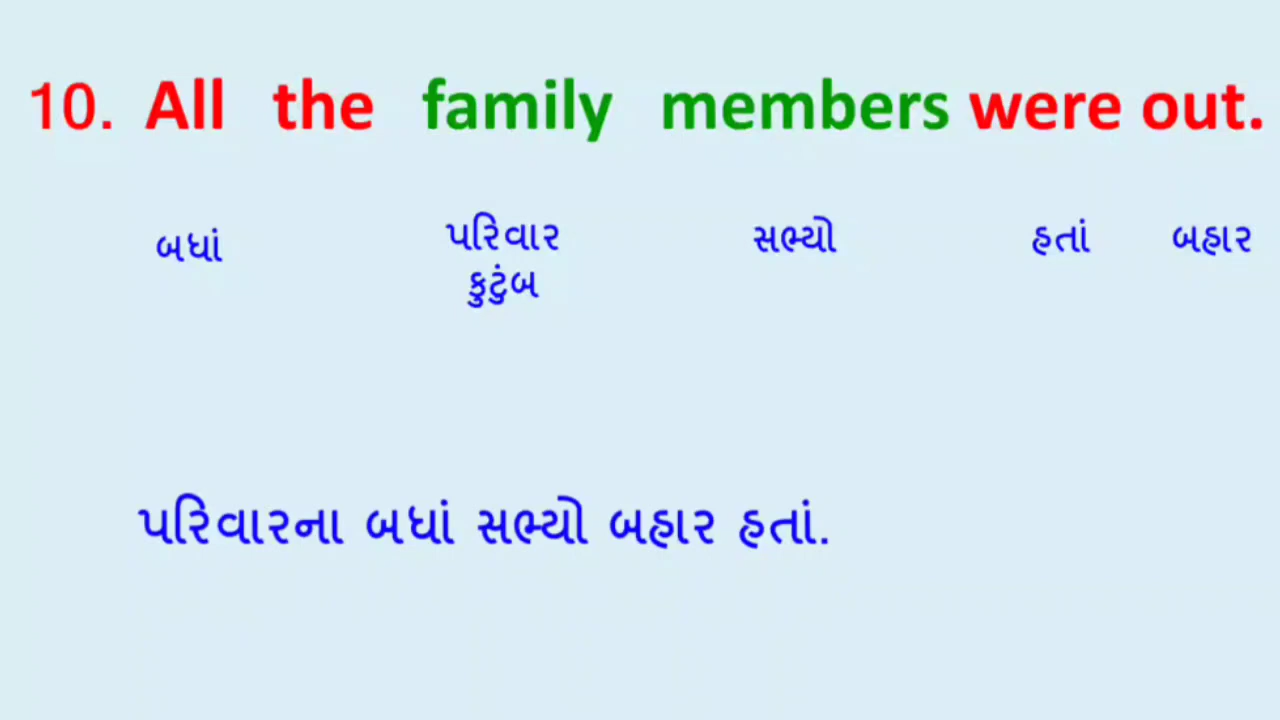 10. All the family members were out.
બધાં પરિવાર સભ્યો હતાં બહાર
કુટુંબ
પરિવારના બધાં સભ્યો બહાર હતાં.